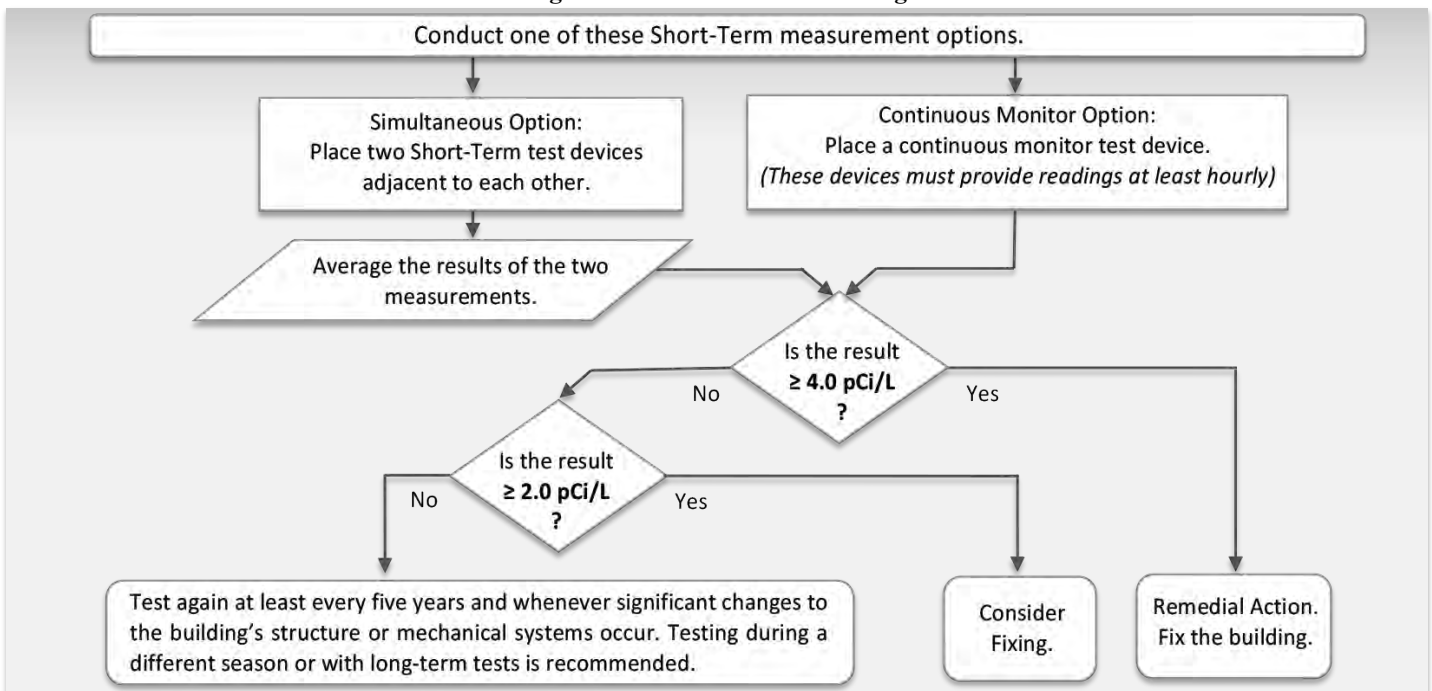 Conduct one of these Short-Term measurement options.
Simultaneous Option:
Place two Short-Term test devices
adjacent to each other.
Continuous Monitor Option:
Place a continuous monitor test device.
(These devices must provide readings at least hourly)
Average the results of the two
measurements.
Is the result
≥ 4.0 pCi/L
?
No
Yes
Is the result
≥ 2.0 pCi/L
?
No
Yes
Test again at least every five years and whenever significant changes to
the building’s structure or mechanical systems occur. Testing during a
different season or with long-term tests is recommended.
Consider
Fixing.
Remedial Action.
Fix the building.